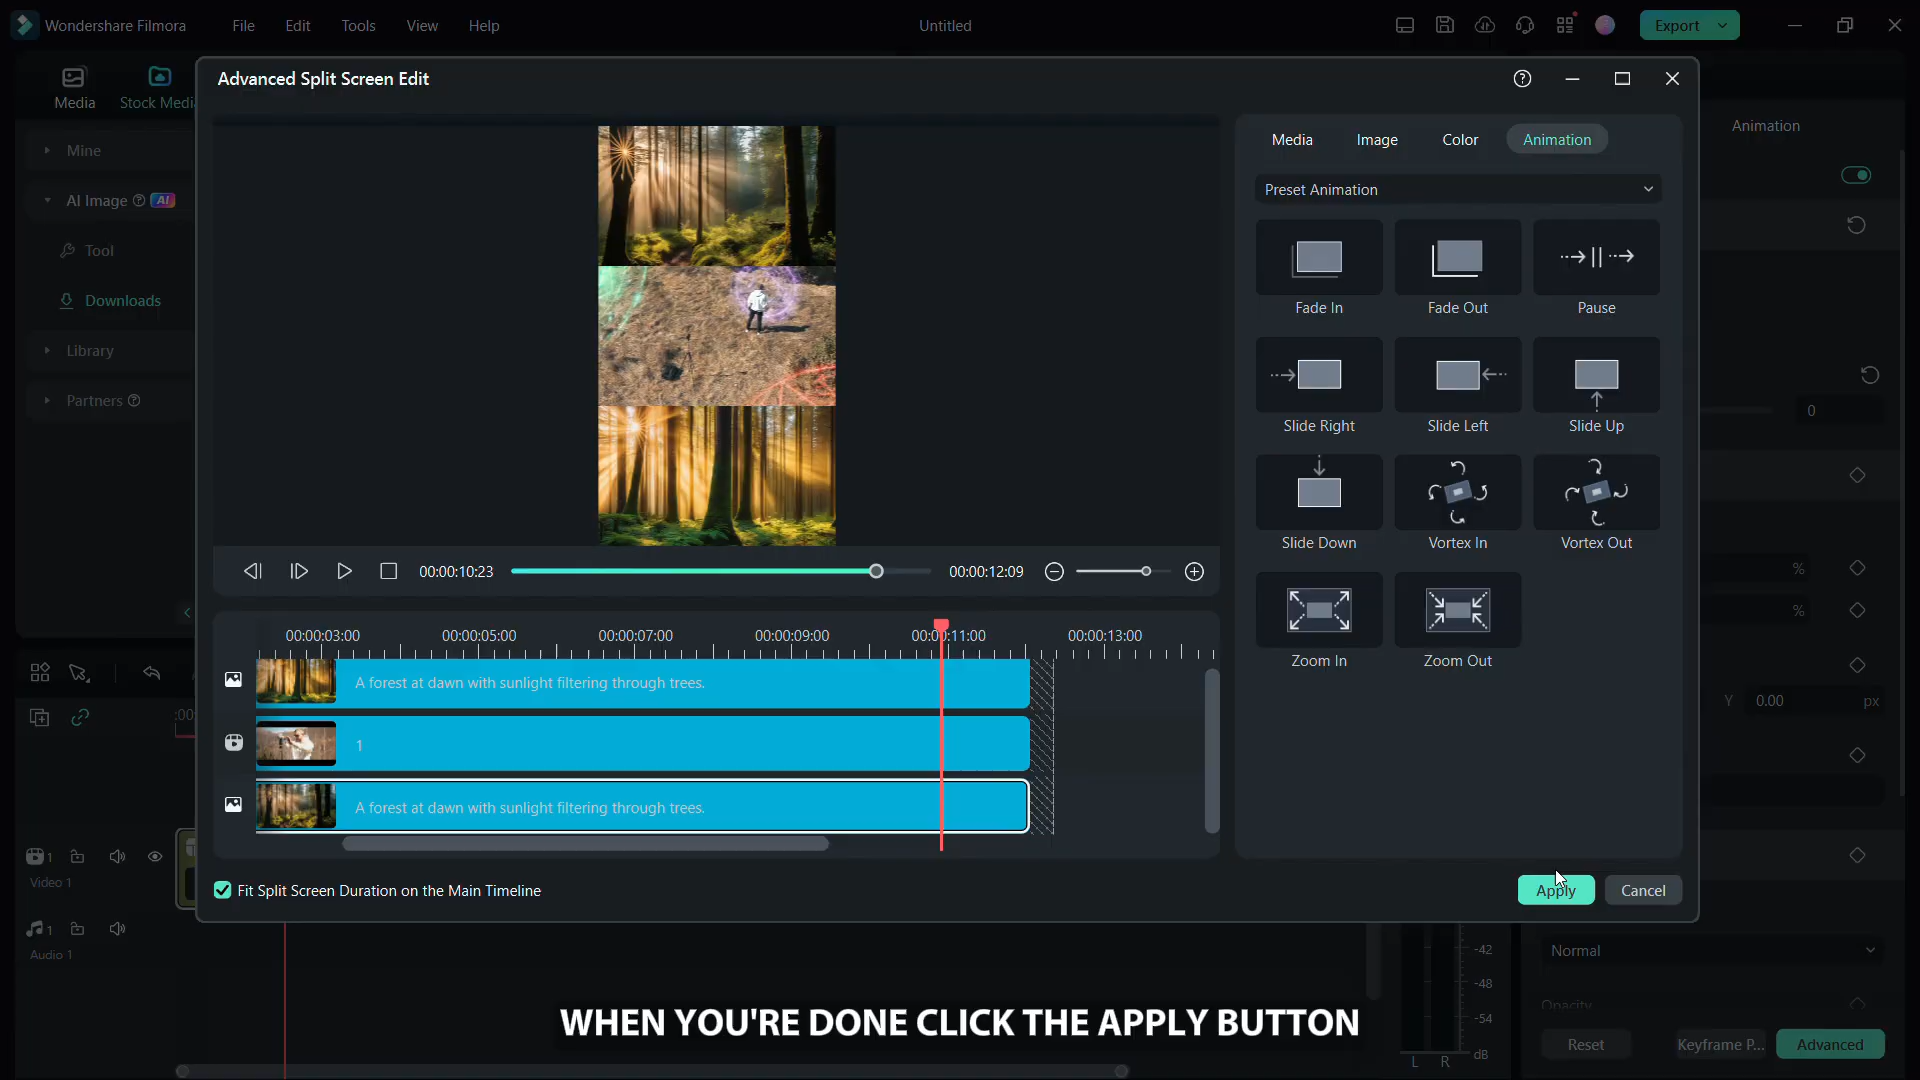 Wondershare Filmora
File Edit Tools View Help
Untitled
Export
Media
Stock Medi
Mine
AI Image AI
Tool
Downloads
Library
Partners
Advanced Split Screen Edit
Media Image Color Animation
Preset Animation
Fade In Fade Out Pause
Slide Right Slide Left Slide Up
Slide Down Vortex In Vortex Out
Zoom In Zoom Out
00:00:10:23
00:00:12:09
00:00:03:00 00:00:05:00 00:00:07:00 00:00:09:00 00:00:11:00 00:00:13:00
A forest at dawn with sunlight filtering through trees.
1
A forest at dawn with sunlight filtering through trees.
Fit Split Screen Duration on the Main Timeline
Apply Cancel
Animation
0
%
%
Y 0.00 px
:00
1
Video 1
1
Audio 1
-42
-48
-54
dB
L R
Normal
Opacity
Reset Keyframe P... Advanced
WHEN YOU'RE DONE CLICK THE APPLY BUTTON